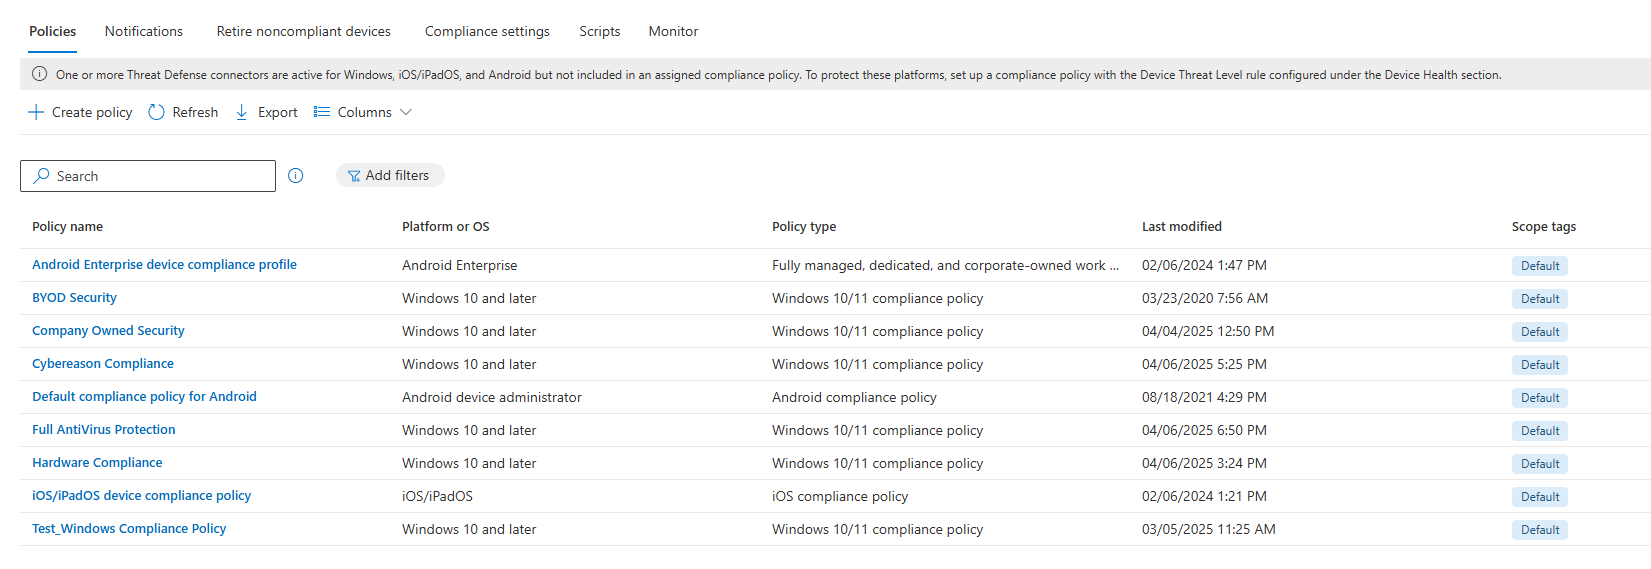 Policies Notifications Retire noncompliant devices Compliance settings Scripts Monitor
One or more Threat Defense connectors are active for Windows, iOS/iPadOS, and Android but not included in an assigned compliance policy. To protect these platforms, set up a compliance policy with the Device Threat Level rule configured under the Device Health section.
Create policy Refresh Export Columns
Search Add filters
Policy name Platform or OS Policy type Last modified Scope tags
Android Enterprise device compliance profile Android Enterprise Fully managed, dedicated, and corporate-owned work ... 02/06/2024 1:47 PM Default
BYOD Security Windows 10 and later Windows 10/11 compliance policy 03/23/2020 7:56 AM Default
Company Owned Security Windows 10 and later Windows 10/11 compliance policy 04/04/2025 12:50 PM Default
Cybereason Compliance Windows 10 and later Windows 10/11 compliance policy 04/06/2025 5:25 PM Default
Default compliance policy for Android Android device administrator Android compliance policy 08/18/2021 4:29 PM Default
Full AntiVirus Protection Windows 10 and later Windows 10/11 compliance policy 04/06/2025 6:50 PM Default
Hardware Compliance Windows 10 and later Windows 10/11 compliance policy 04/06/2025 3:24 PM Default
iOS/iPadOS device compliance policy iOS/iPadOS iOS compliance policy 02/06/2024 1:21 PM Default
Test_Windows Compliance Policy Windows 10 and later Windows 10/11 compliance policy 03/05/2025 11:25 AM Default